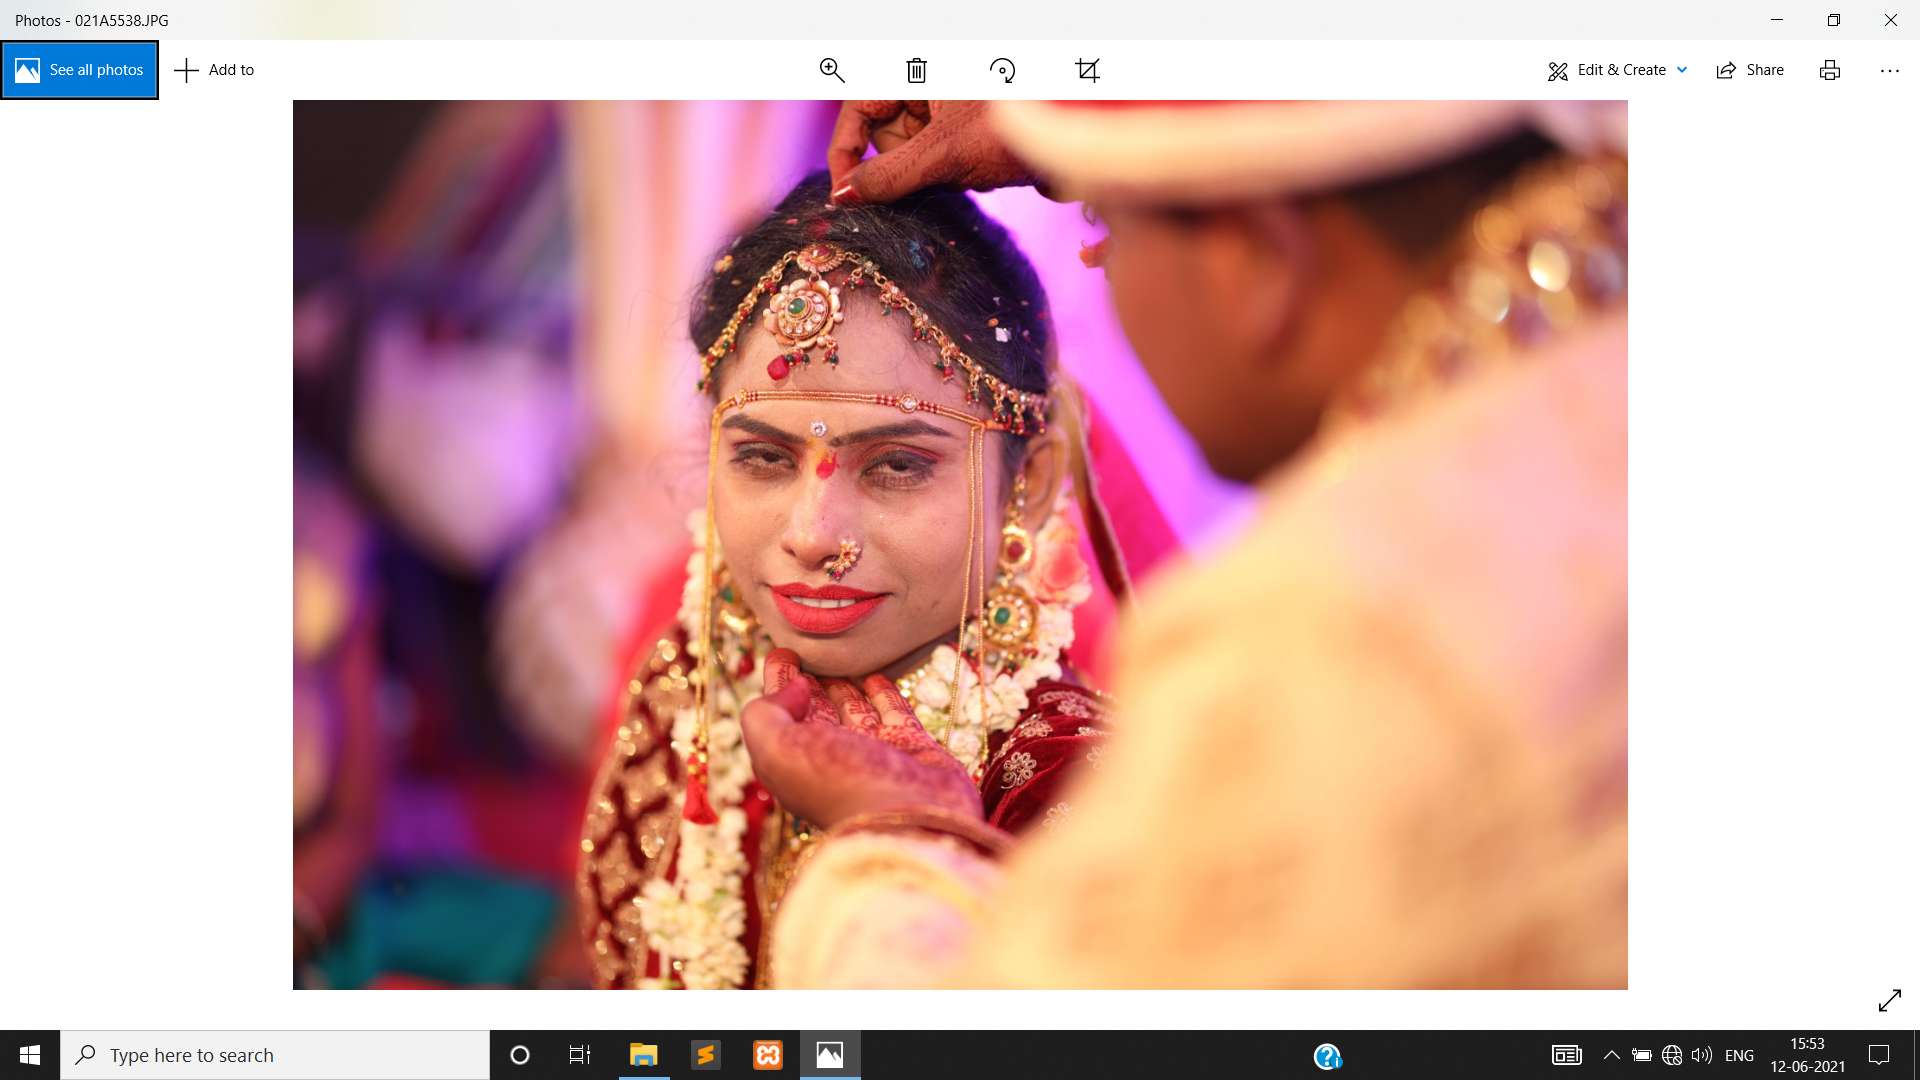 Photos - 021A5538.JPG
See all photos
Add to
Edit & Create
Share
Type here to search
ENG
15:53
12-06-2021